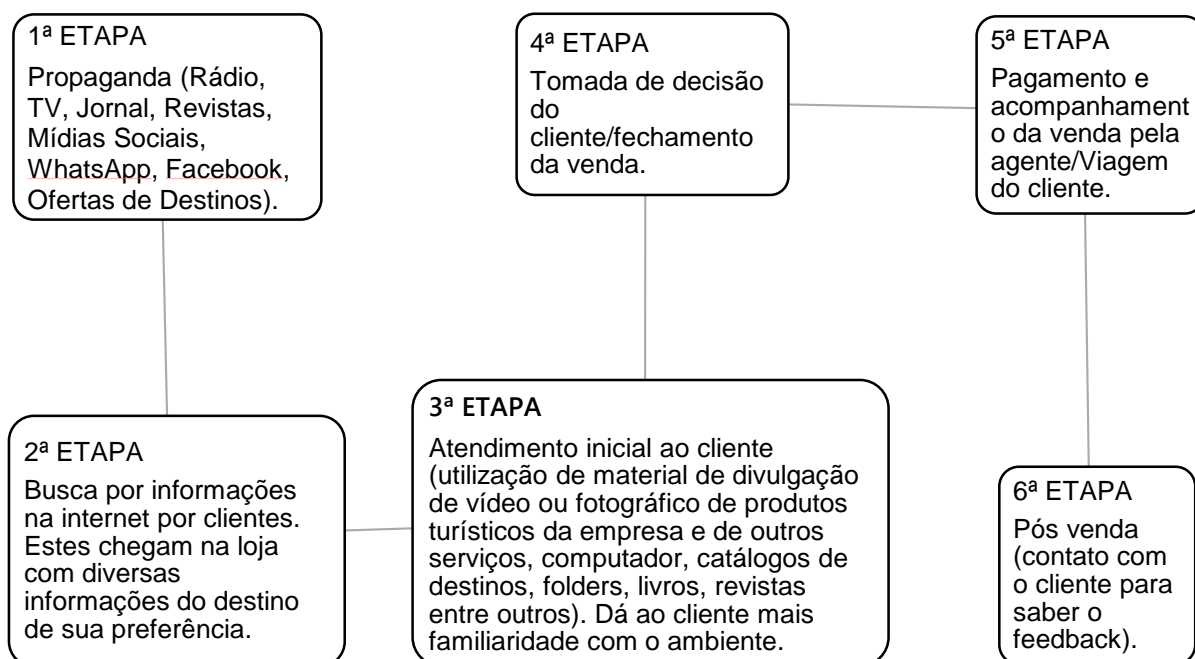 1ª ETAPA
Propaganda (Rádio,
TV, Jornal, Revistas,
Mídias Sociais,
WhatsApp, Facebook,
Ofertas de Destinos).
2ª ETAPA
Busca por informações
na internet por clientes.
Estes chegam na loja
com diversas
informações do destino
de sua preferência.
3ª ETAPA
Atendimento inicial ao cliente
(utilização de material de divulgação
de vídeo ou fotográfico de produtos
turísticos da empresa e de outros
serviços, computador, catálogos de
destinos, folders, livros, revistas
entre outros). Dá ao cliente mais
familiaridade com o ambiente.
4ª ETAPA
Tomada de decisão
do
cliente/fechamento
da venda.
5ª ETAPA
Pagamento e
acompanhament
o da venda pela
agente/Viagem
do cliente.
6ª ETAPA
Pós venda
(contato com
o cliente para
saber o
feedback).